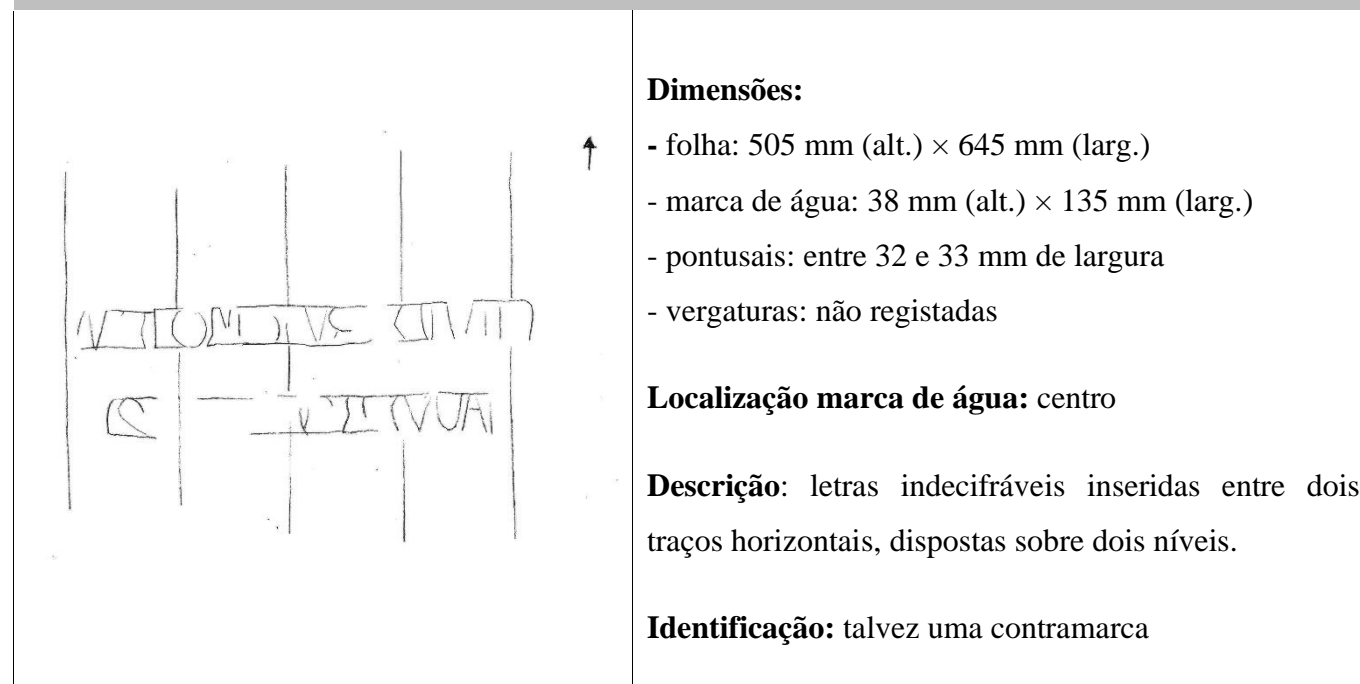 Dimensões:
- folha: 505 mm (alt.) × 645 mm (larg.)
- marca de água: 38 mm (alt.) × 135 mm (larg.)
- pontusais: entre 32 e 33 mm de largura
- vergaturas: não registadas
Localização marca de água: centro
Descrição: letras indecifráveis inseridas entre dois
traços horizontais, dispostas sobre dois níveis.
Identificação: talvez uma contramarca